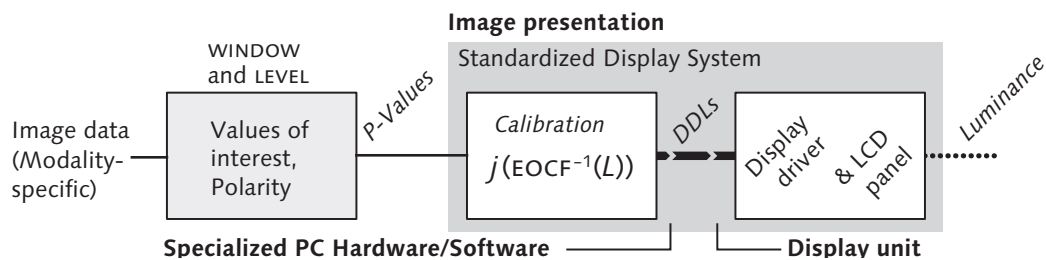 Image presentation
WINDOW
and LEVEL
Standardized Display System
P-Values
Luminance
Image data
(Modality-
specific)
Values of
interest,
Polarity
Calibration
j(EOCF⁻¹(L))
DDLs
Display
driver
& LCD
panel
Specialized PC Hardware/Software
Display unit